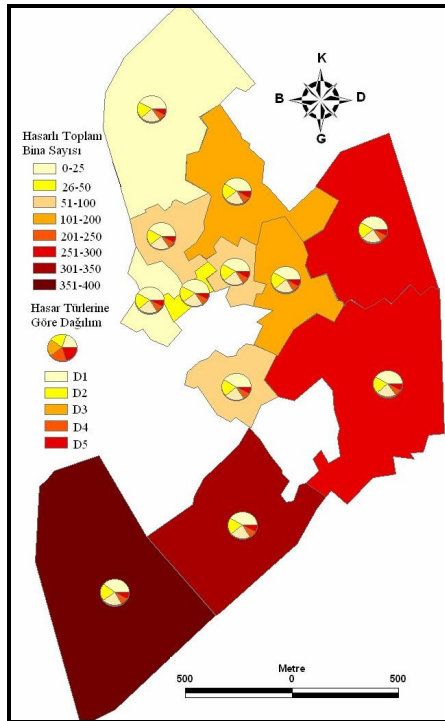 K
B
D
G
Hasarlı Toplam
Bina Sayısı
0-25
26-50
51-100
101-200
201-250
251-300
301-350
351-400
Hasar Türlerine
Göre Dağılım
D1
D2
D3
D4
D5
Metre
500
0
500